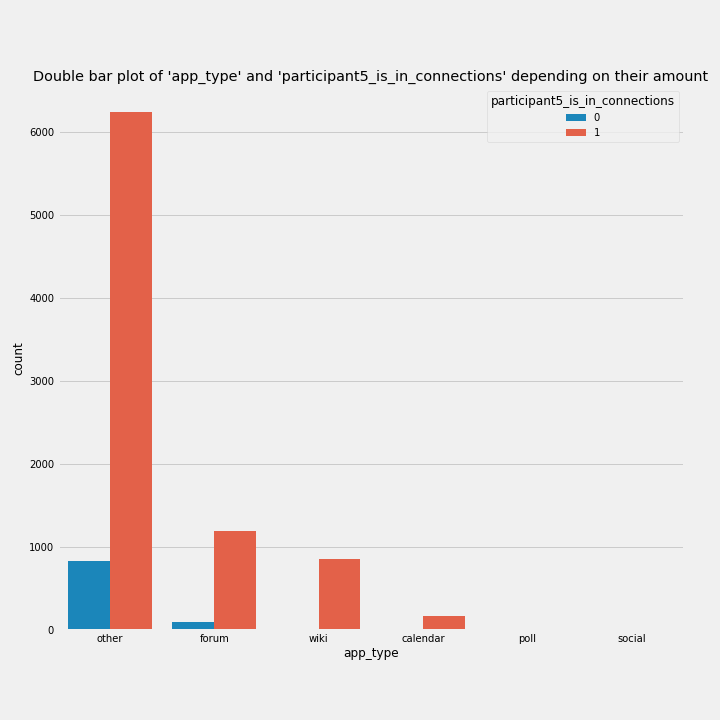 Double bar plot of 'app_type' and 'participant5_is_in_connections' depending on their amount
participant5_is_in_connections
0
1
6000
5000
4000
3000
2000
1000
0
count
other forum wiki calendar poll social
app_type